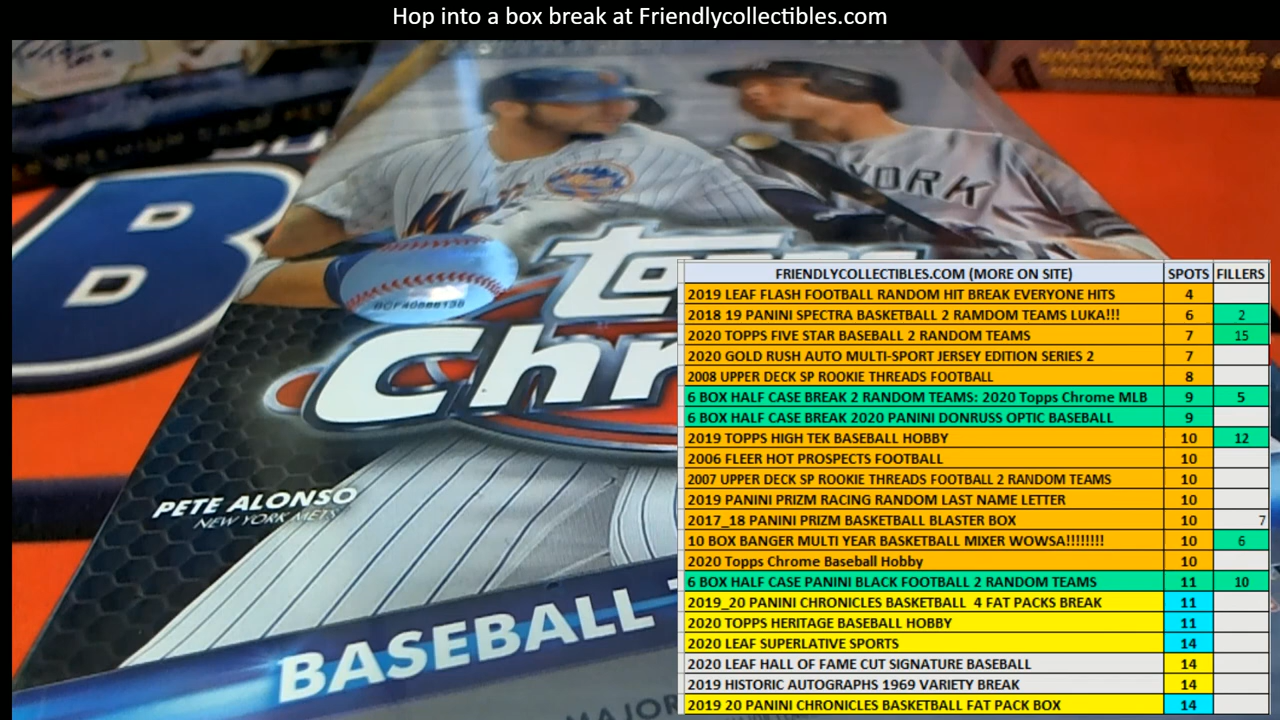 Hop into a box break at Friendlycollectibles.com
YORK
Mets
BCF40888138
Chr
PETE ALONSO
NEW YORK METS
BASEBALL
MAJOR
FRIENDLYCOLLECTIBLES.COM (MORE ON SITE) SPOTS FILLERS
2019 LEAF FLASH FOOTBALL RANDOM HIT BREAK EVERYONE HITS 4
2018 19 PANINI SPECTRA BASKETBALL 2 RAMDOM TEAMS LUKA!!! 6 2
2020 TOPPS FIVE STAR BASEBALL 2 RANDOM TEAMS 7 15
2020 GOLD RUSH AUTO MULTI-SPORT JERSEY EDITION SERIES 2 7
2008 UPPER DECK SP ROOKIE THREADS FOOTBALL 8
6 BOX HALF CASE BREAK 2 RANDOM TEAMS: 2020 Topps Chrome MLB 9 5
6 BOX HALF CASE BREAK 2020 PANINI DONRUSS OPTIC BASEBALL 9
2019 TOPPS HIGH TEK BASEBALL HOBBY 10 12
2006 FLEER HOT PROSPECTS FOOTBALL 10
2007 UPPER DECK SP ROOKIE THREADS FOOTBALL 2 RANDOM TEAMS 10
2019 PANINI PRIZM RACING RANDOM LAST NAME LETTER 10
2017_18 PANINI PRIZM BASKETBALL BLASTER BOX 10 7
10 BOX BANGER MULTI YEAR BASKETBALL MIXER WOWSA!!!!!!!! 10 6
2020 Topps Chrome Baseball Hobby 10
6 BOX HALF CASE PANINI BLACK FOOTBALL 2 RANDOM TEAMS 11 10
2019_20 PANINI CHRONICLES BASKETBALL 4 FAT PACKS BREAK 11
2020 TOPPS HERITAGE BASEBALL HOBBY 11
2020 LEAF SUPERLATIVE SPORTS 14
2020 LEAF HALL OF FAME CUT SIGNATURE BASEBALL 14
2019 HISTORIC AUTOGRAPHS 1969 VARIETY BREAK 14
2019 20 PANINI CHRONICLES BASKETBALL FAT PACK BOX 14